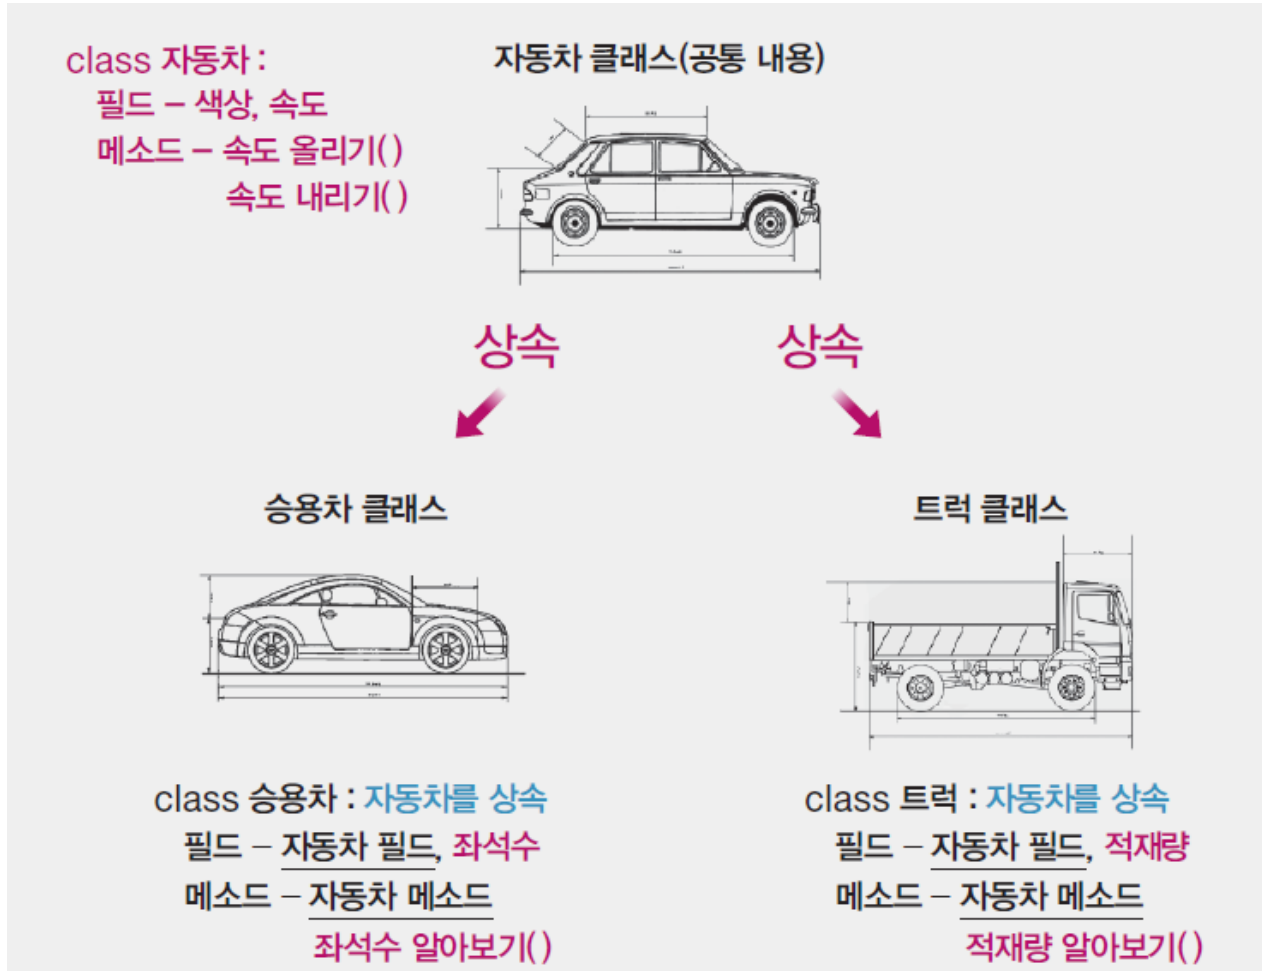 class 자동차 :
필드 – 색상, 속도
메소드 – 속도 올리기( )
속도 내리기( )
자동차 클래스(공통 내용)
상속
상속
승용차 클래스
트럭 클래스
class 승용차 : 자동차를 상속
필드 – 자동차 필드, 좌석수
메소드 – 자동차 메소드
좌석수 알아보기( )
class 트럭 : 자동차를 상속
필드 – 자동차 필드, 적재량
메소드 – 자동차 메소드
적재량 알아보기( )